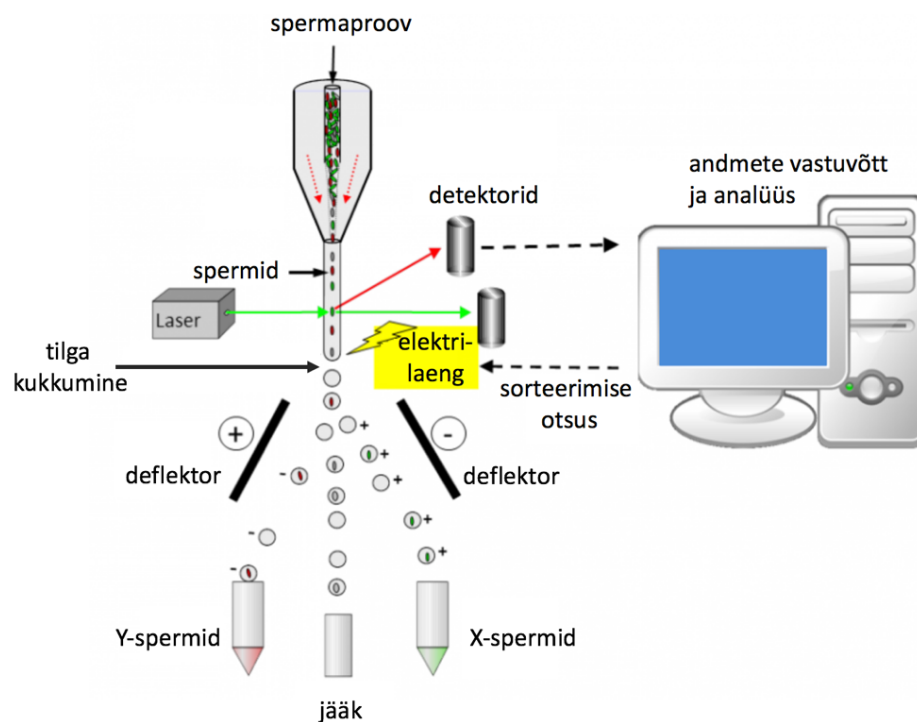 spermaproov
andmete vastuvõtt
ja analüüs
detektorid
spermid
Laser
elektri-
laeng
tilga
kukkumine
sorteerimise
otsus
+
-
deflektor
deflektor
+
+
-
+
+
-
+
-
Y-spermid
X-spermid
jääk